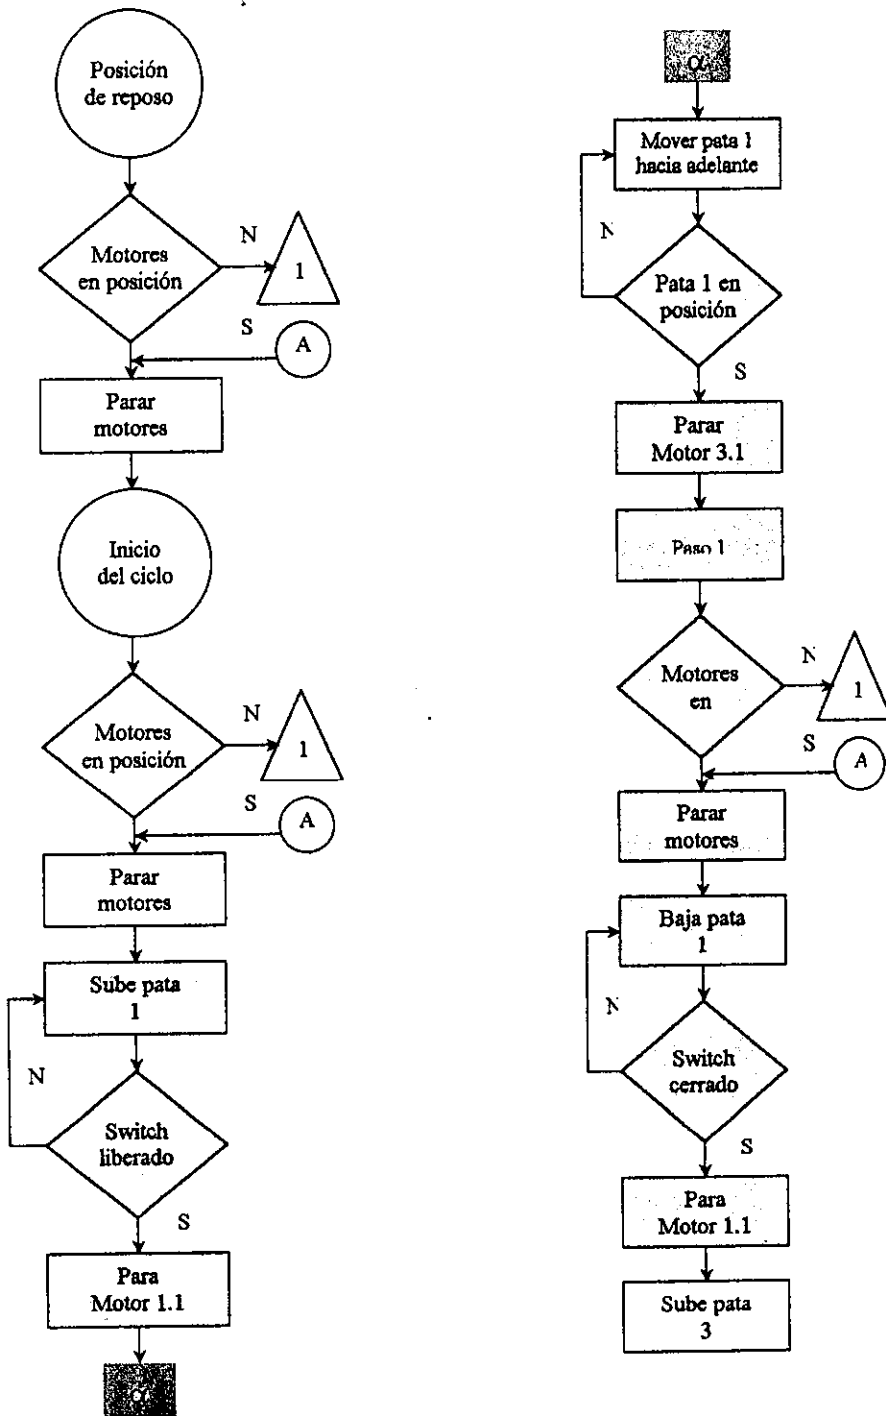 Posición
de reposo
Motores
en posición
N
1
S
A
Parar
motores
Inicio
del ciclo
Motores
en posición
N
1
S
A
Parar
motores
Sube pata
1
N
Switch
liberado
S
Para
Motor 1.1
α
α
Mover pata 1
hacia adelante
N
Pata 1 en
posición
S
Parar
Motor 3.1
Paso 1
Motores
en
N
1
S
A
Parar
motores
Baja pata
1
N
Switch
cerrado
S
Para
Motor 1.1
Sube pata
3